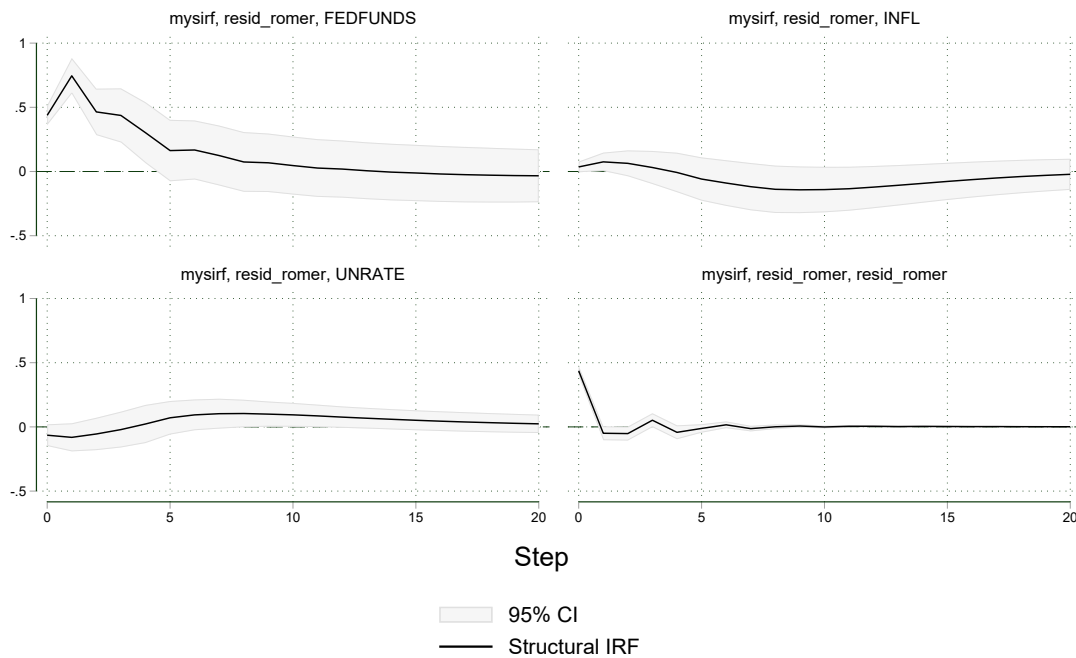 mysirf, resid_romer, FEDFUNDS
mysirf, resid_romer, INFL
1
.5
0
-.5
mysirf, resid_romer, UNRATE
mysirf, resid_romer, resid_romer
1
.5
0
-.5
0 5 10 15 20
0 5 10 15 20
Step
95% CI
Structural IRF